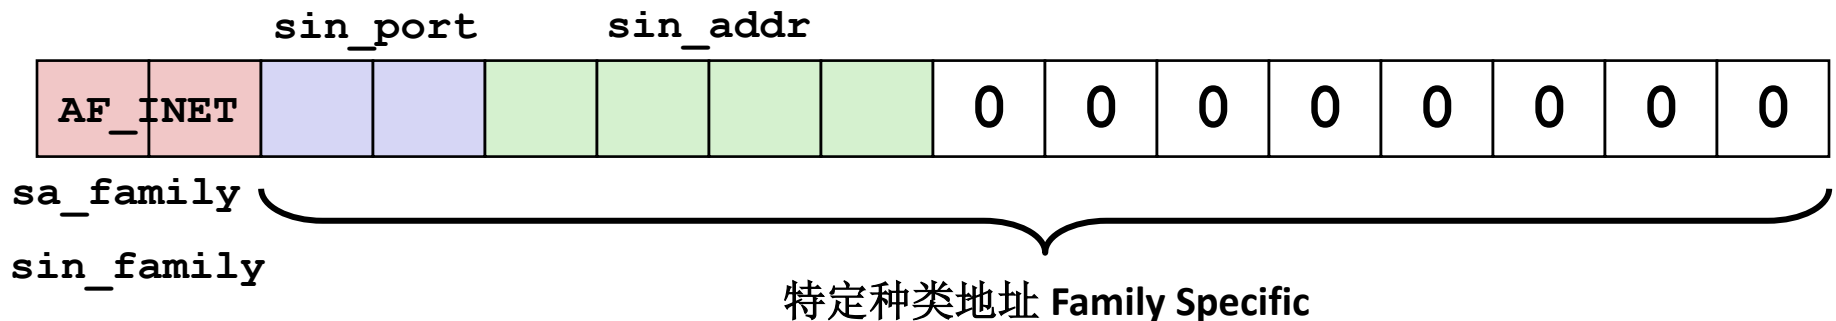 sin_port sin_addr
AF_INET 0 0 0 0 0 0 0 0
sa_family
sin_family
特定种类地址 Family Specific